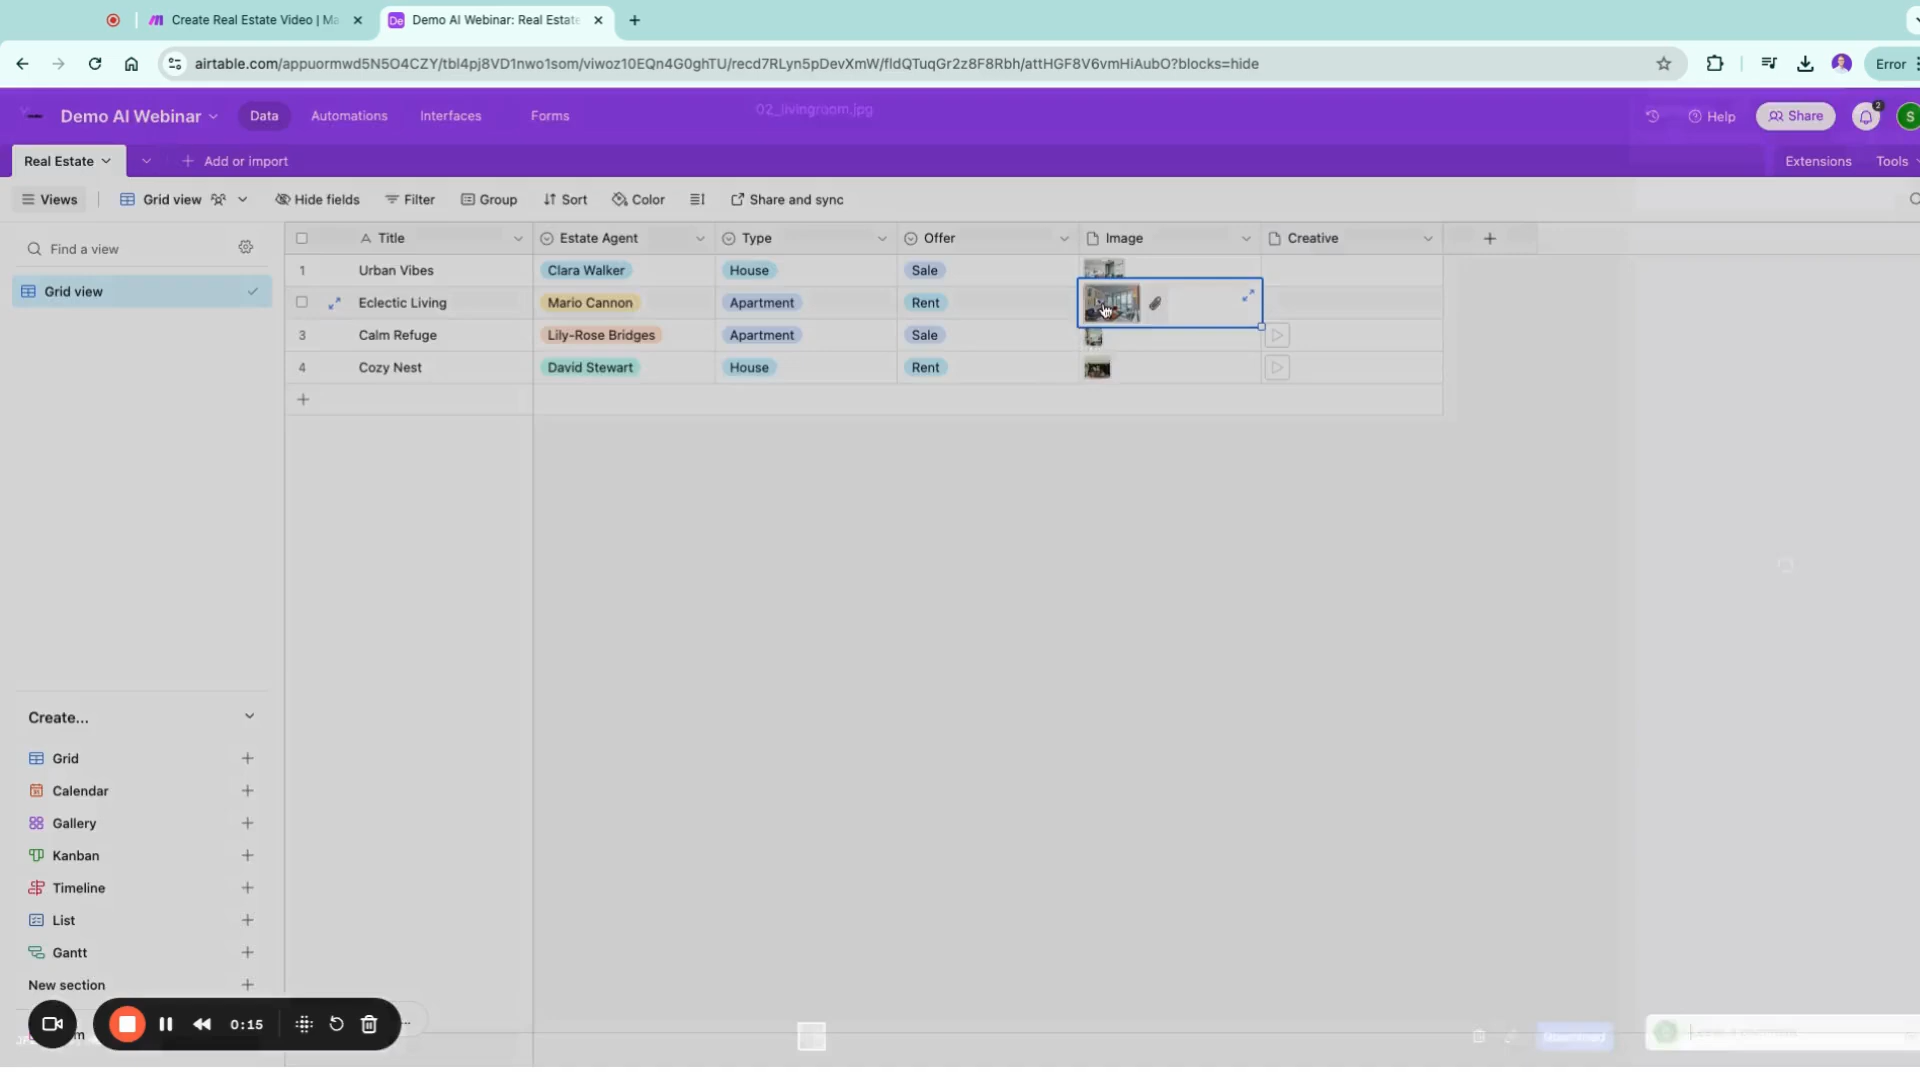 Create Real Estate Video | Ma
Demo AI Webinar: Real Estate
airtable.com/appuormwd5N5O4CZY/tbl4pj8VD1nwo1som/viwoz10EQn4G0ghTU/recd7RLyn5pDevXmW/fldQTuqGr2z8F8Rbh/attHGF8V6vmHiAubO?blocks=hide
Error
Demo AI Webinar
Data
Automations
Interfaces
Forms
02_livingroom.jpg
Help
Share
2
S
Real Estate
Add or import
Extensions
Tools
Views
Grid view
Hide fields
Filter
Group
Sort
Color
Share and sync
Find a view
Grid view
Title Estate Agent Type Offer Image Creative
1 Urban Vibes Clara Walker House Sale
Eclectic Living Mario Cannon Apartment Rent
3 Calm Refuge Lily-Rose Bridges Apartment Sale
4 Cozy Nest David Stewart House Rent
Create...
Grid
Calendar
Gallery
Kanban
Timeline
List
Gantt
New section
0:15